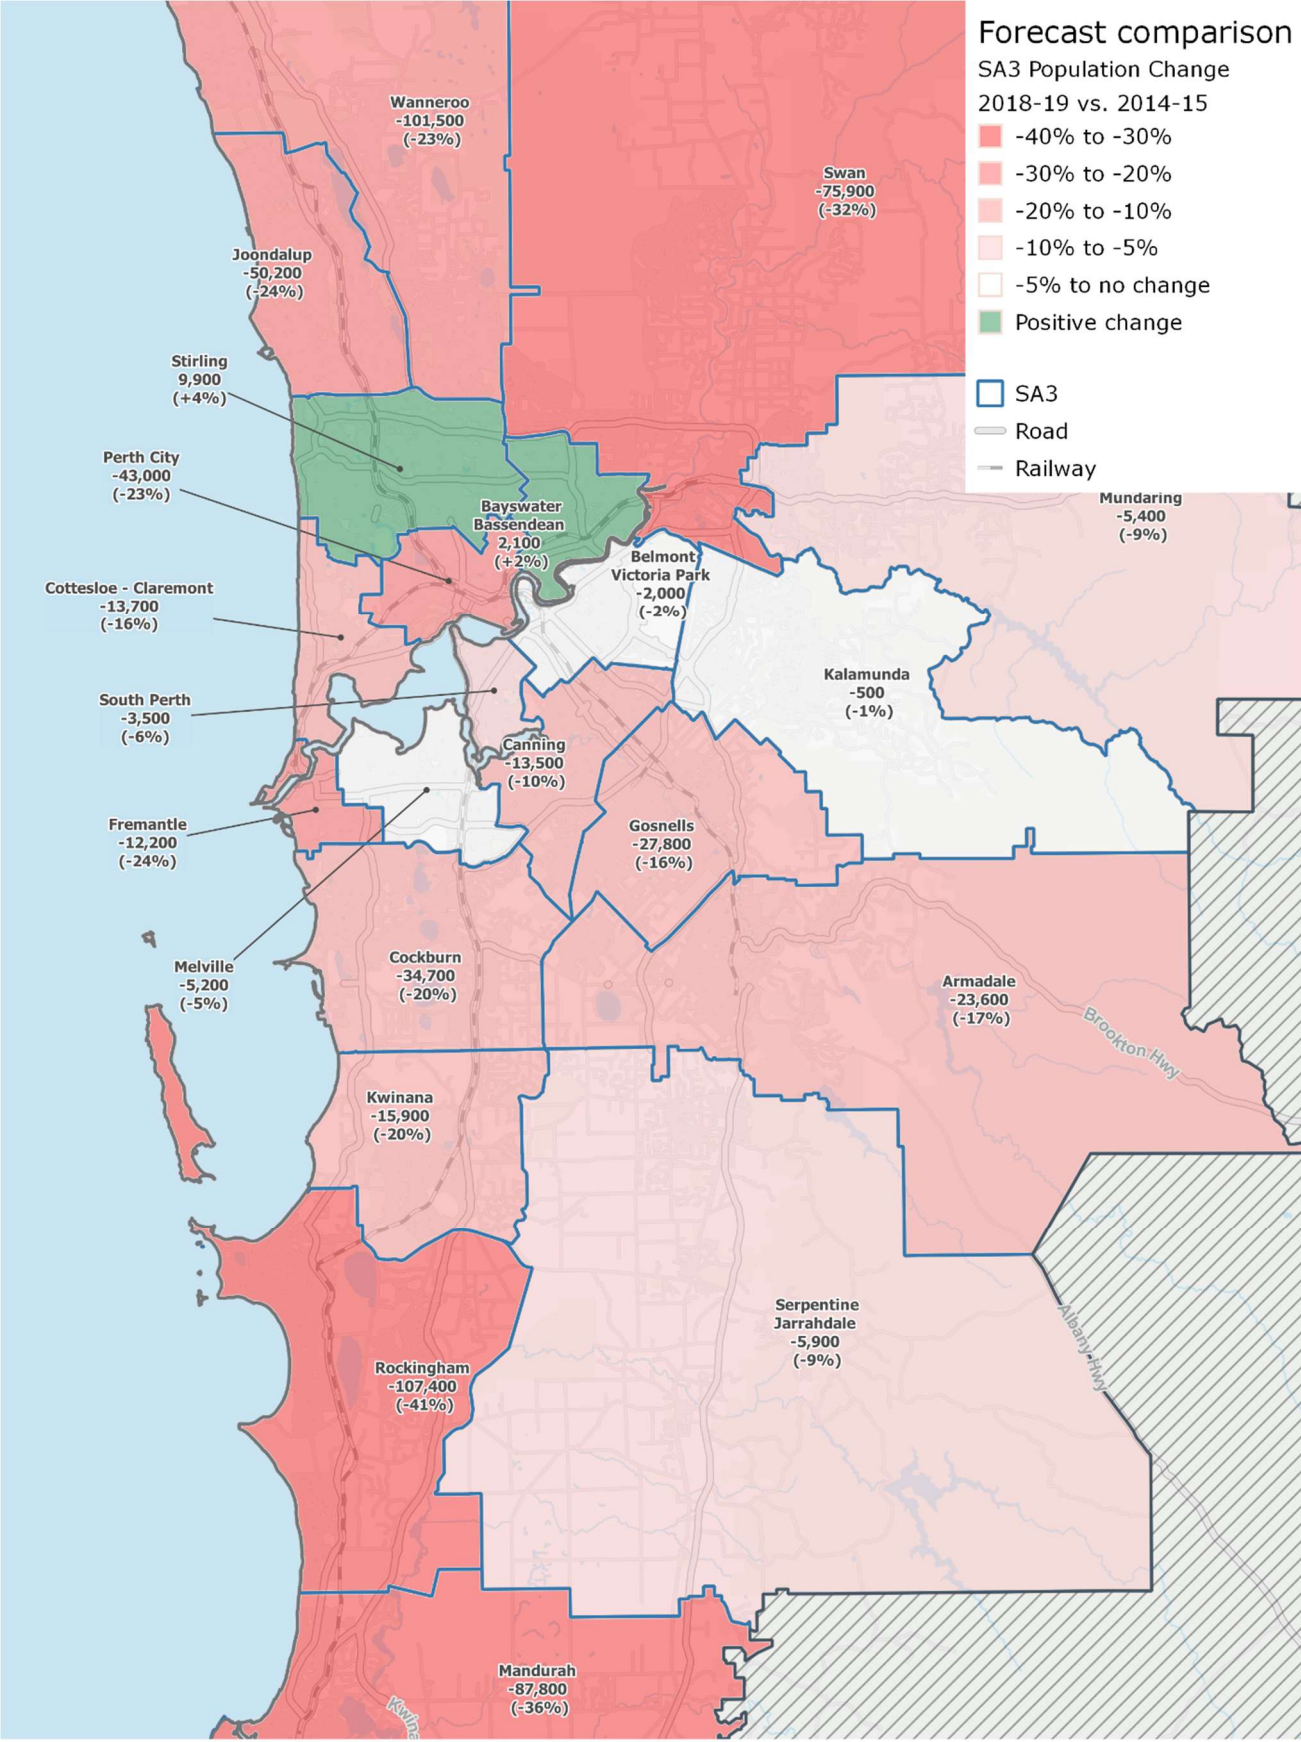 Forecast comparison
SA3 Population Change
2018-19 vs. 2014-15
-40% to -30%
-30% to -20%
-20% to -10%
-10% to -5%
-5% to no change
Positive change
SA3
Road
Railway
Wanneroo
-101,500
(-23%)
Swan
-75,900
(-32%)
Joondalup
-50,200
(-24%)
Stirling
9,900
(+4%)
Perth City
-43,000
(-23%)
Bayswater
Bassendean
2,100
(+2%)
Mundaring
-5,400
(-9%)
Belmont
Victoria Park
-2,000
(-2%)
Cottesloe - Claremont
-13,700
(-16%)
Kalamunda
-500
(-1%)
South Perth
-3,500
(-6%)
Canning
-13,500
(-10%)
Fremantle
-12,200
(-24%)
Gosnells
-27,800
(-16%)
Melville
-5,200
(-5%)
Cockburn
-34,700
(-20%)
Armadale
-23,600
(-17%)
Brookton Hwy
Kwinana
-15,900
(-20%)
Serpentine
Jarrahdale
-5,900
(-9%)
Albany Hwy
Rockingham
-107,400
(-41%)
Mandurah
-87,800
(-36%)
Kwina